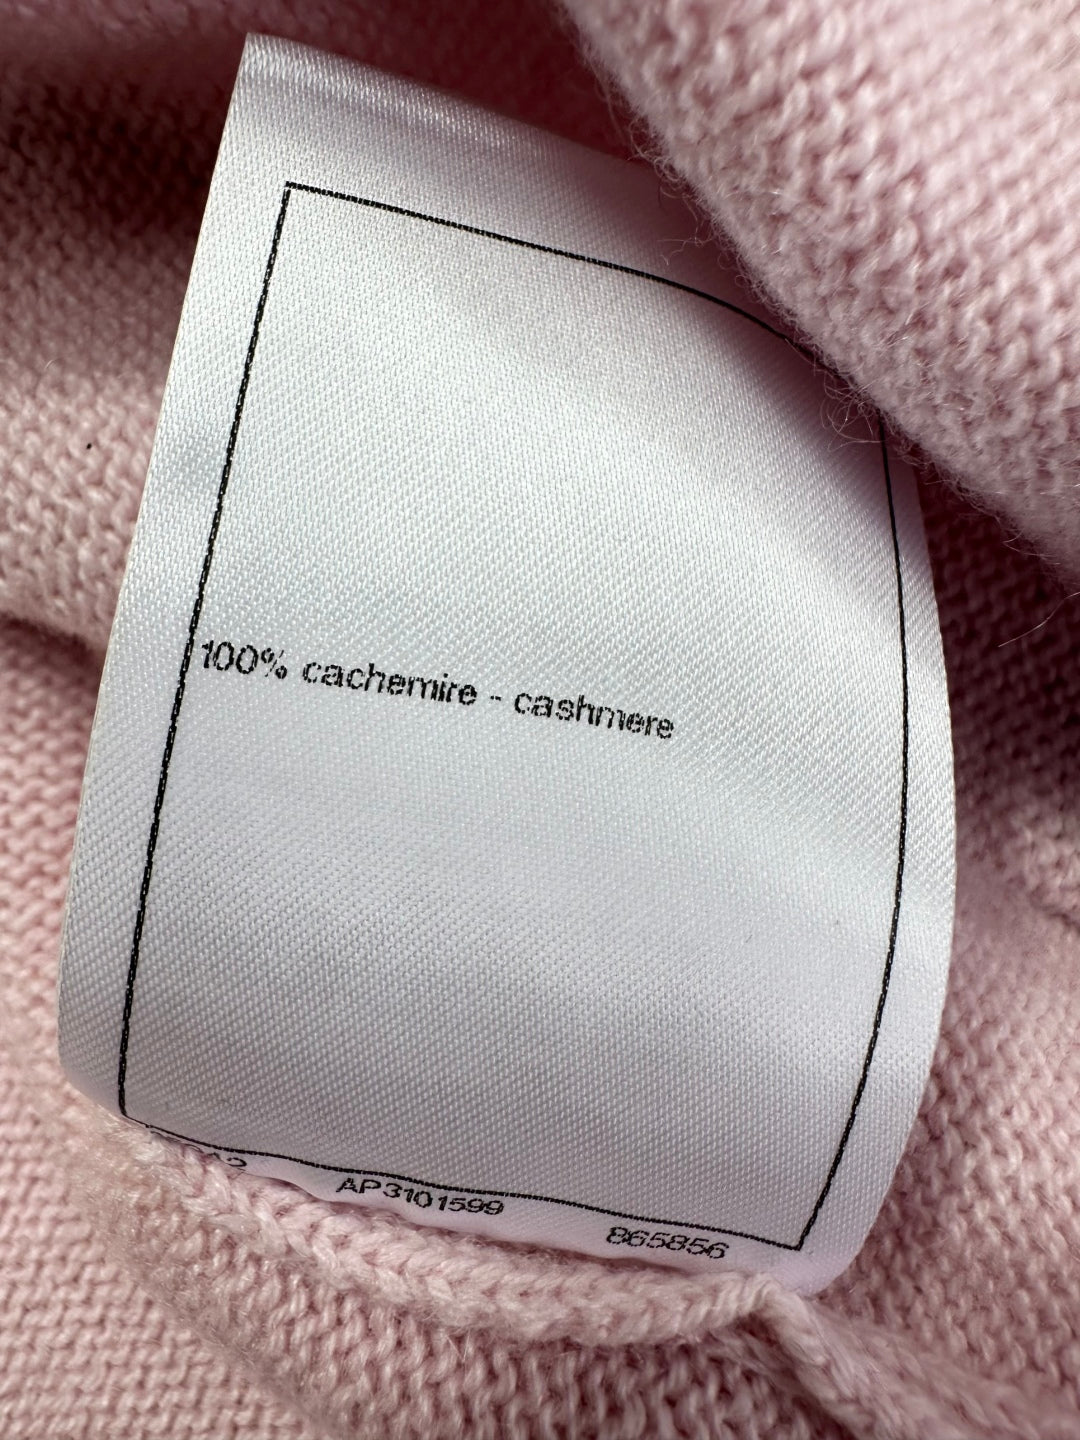 100% cachemire - cashmere
AP3101599 865856